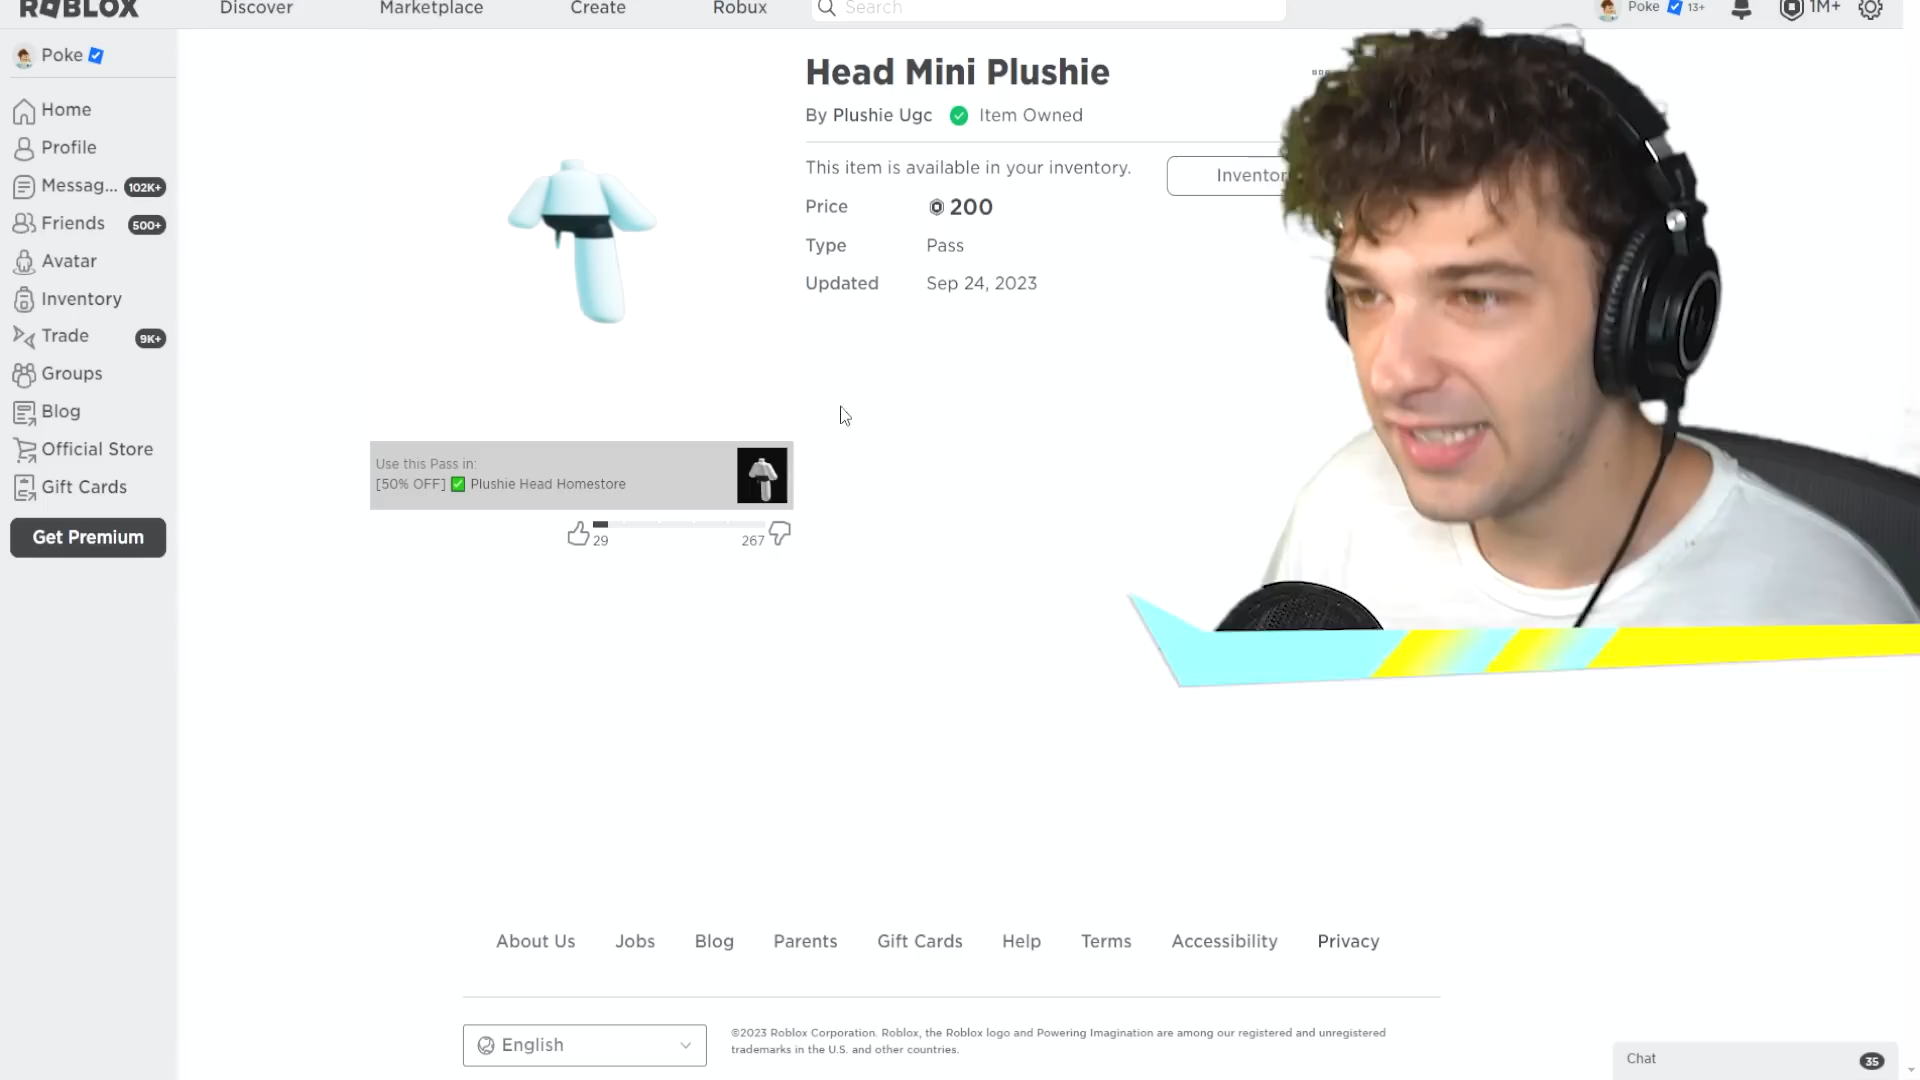 ROBLOX
Discover
Marketplace
Create
Robux
Search
Poke
13+
1M+
Poke
Home
Profile
Messag... 102K+
Friends 500+
Avatar
Inventory
Trade 9K+
Groups
Blog
Official Store
Gift Cards
Get Premium
Head Mini Plushie
By Plushie Ugc Item Owned
This item is available in your inventory.
Inventor
Price 200
Type Pass
Updated Sep 24, 2023
Use this Pass in:
[50% OFF] ✅ Plushie Head Homestore
29
267
About Us Jobs Blog Parents Gift Cards Help Terms Accessibility Privacy
English
©2023 Roblox Corporation. Roblox, the Roblox logo and Powering Imagination are among our registered and unregistered
trademarks in the U.S. and other countries.
Chat 35